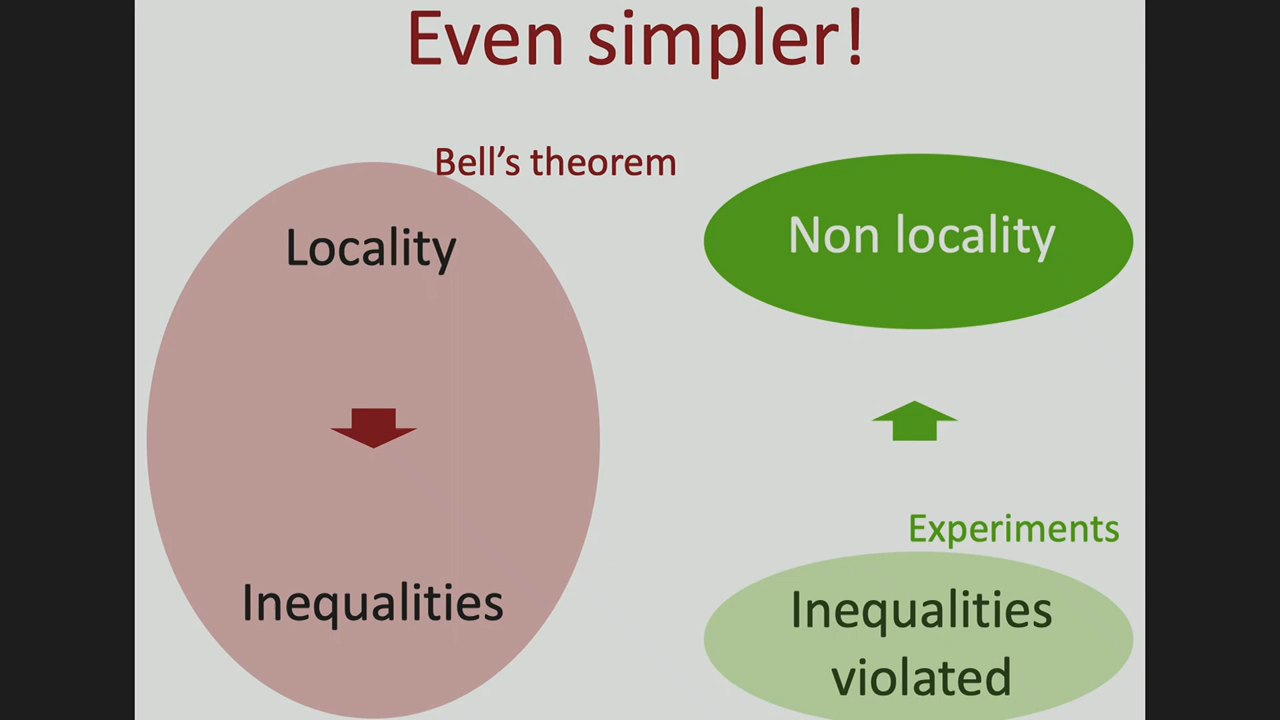 Even simpler!
Bell's theorem
Locality
Inequalities
Non locality
Experiments
Inequalities
violated